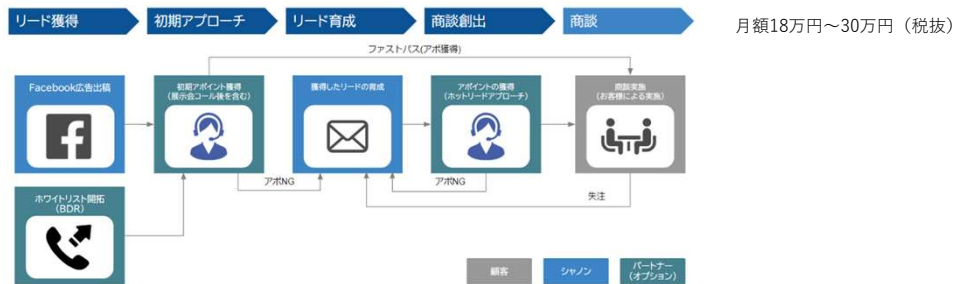 リード獲得
初期アプローチ
リード育成
商談創出
商談
月額18万円～30万円（税抜）
ファストパス(アポ獲得)
Facebook広告出稿
初期アポイント獲得
(展示会コール後を含む)
獲得したリードの育成
アポイントの獲得
(ホットリードアプローチ)
商談実施
(お客様による実施)
アポNG
アポNG
失注
ホワイトリスト開拓
(BDR)
顧客
シャノン
パートナー
(オプション)